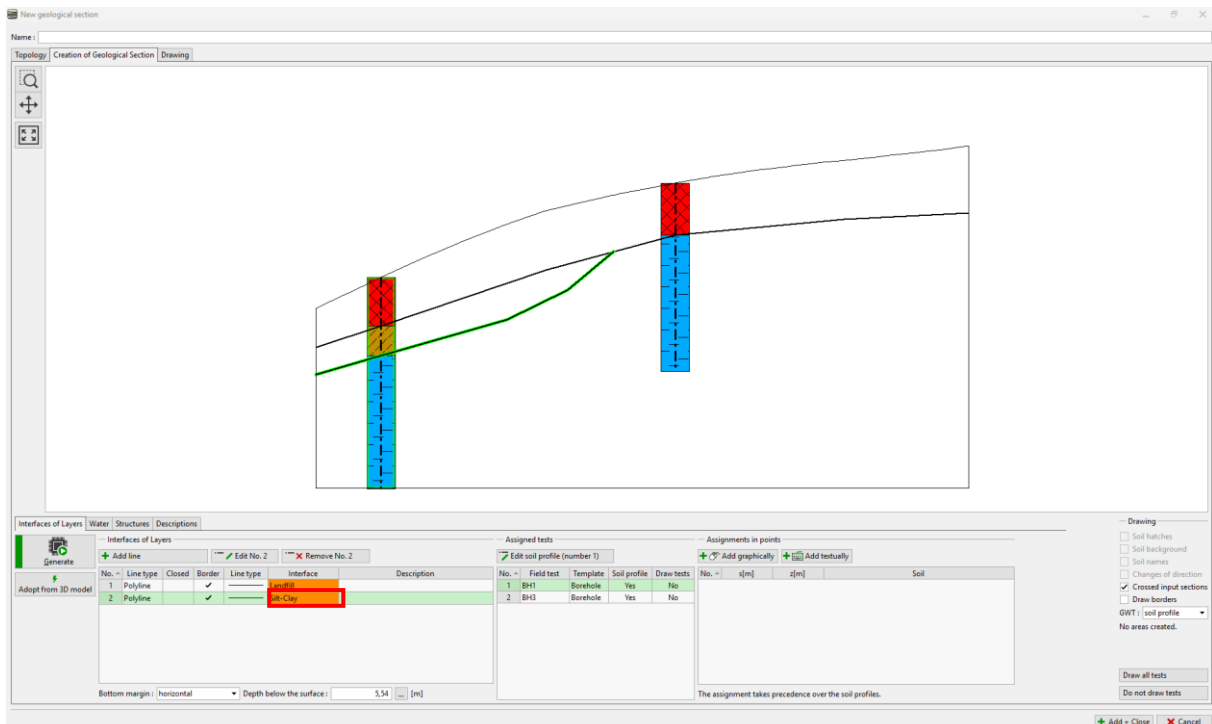 New geological section
Name :
Topology Creation of Geological Section Drawing
Interfaces of Layers Water Structures Descriptions
Generate
Adopt from 3D model
Interfaces of Layers
Add line Edit No. 2 Remove No. 2
No. Line type Closed Border Line type Interface Description
1 Polyline Landfill
2 Polyline Silt-Clay
Bottom margin : horizontal Depth below the surface : 5,54 ... [m]
Assigned tests
Edit soil profile (number 1)
No. Field test Template Soil profile Draw tests
1 BH1 Borehole Yes No
2 BH3 Borehole Yes No
Assignments in points
Add graphically Add textually
No. s[m] z[m] Soil
The assignment takes precedence over the soil profiles.
Drawing
Soil hatches
Soil background
Soil names
Changes of direction
Crossed input sections
Draw borders
GWT : soil profile
No areas created.
Draw all tests
Do not draw tests
Add + Close Cancel